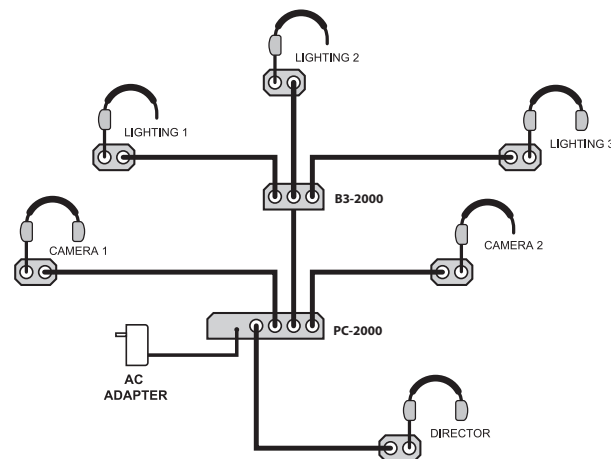 LIGHTING 2
LIGHTING 1
LIGHTING 3
B3-2000
CAMERA 1
CAMERA 2
PC-2000
AC
ADAPTER
DIRECTOR